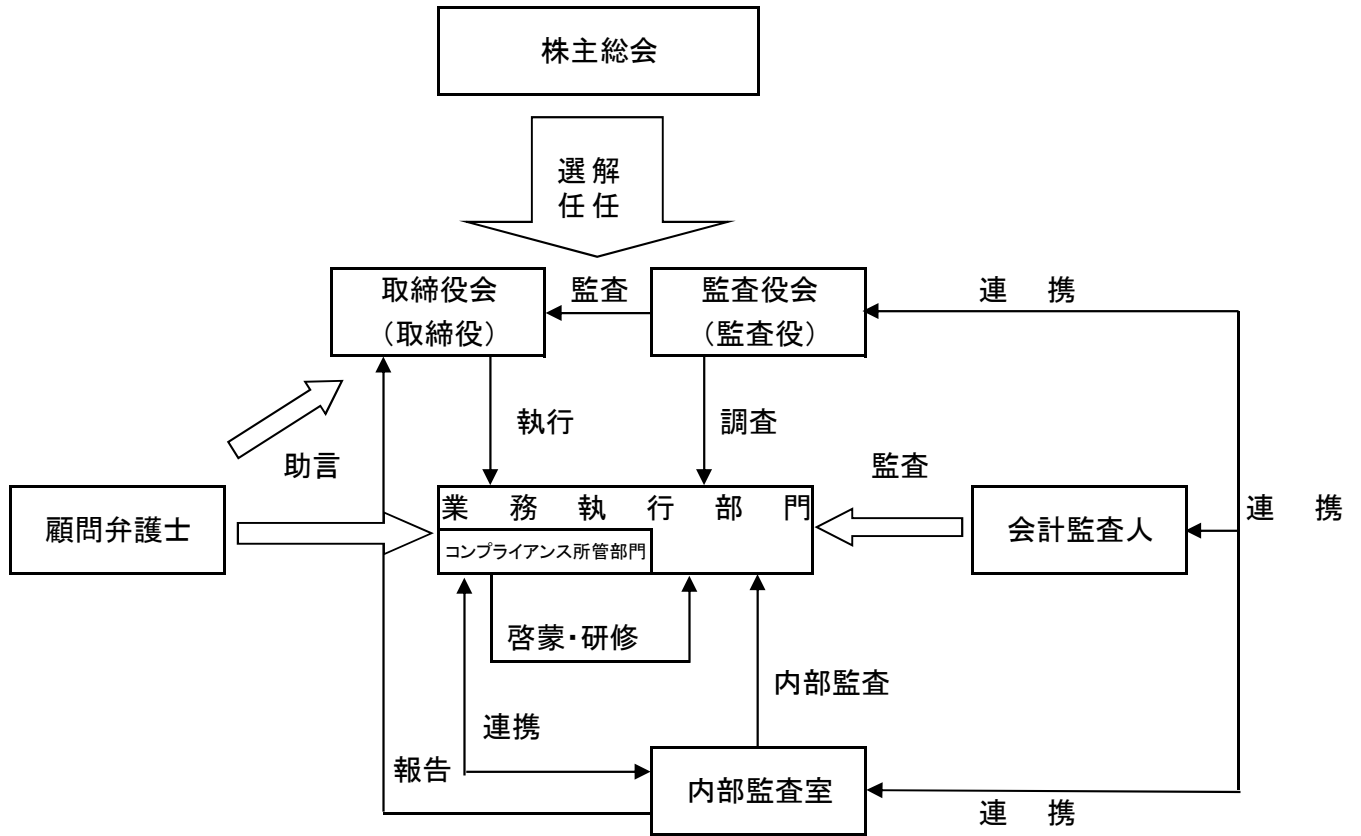 株主総会
選解
任任
取締役会
（取締役）
監査
監査役会
（監査役）
連　携
執行
調査
助言
監査
顧問弁護士
業務執行部門
コンプライアンス所管部門
会計監査人
連　携
啓蒙・研修
内部監査
連携
報告
内部監査室
連　携